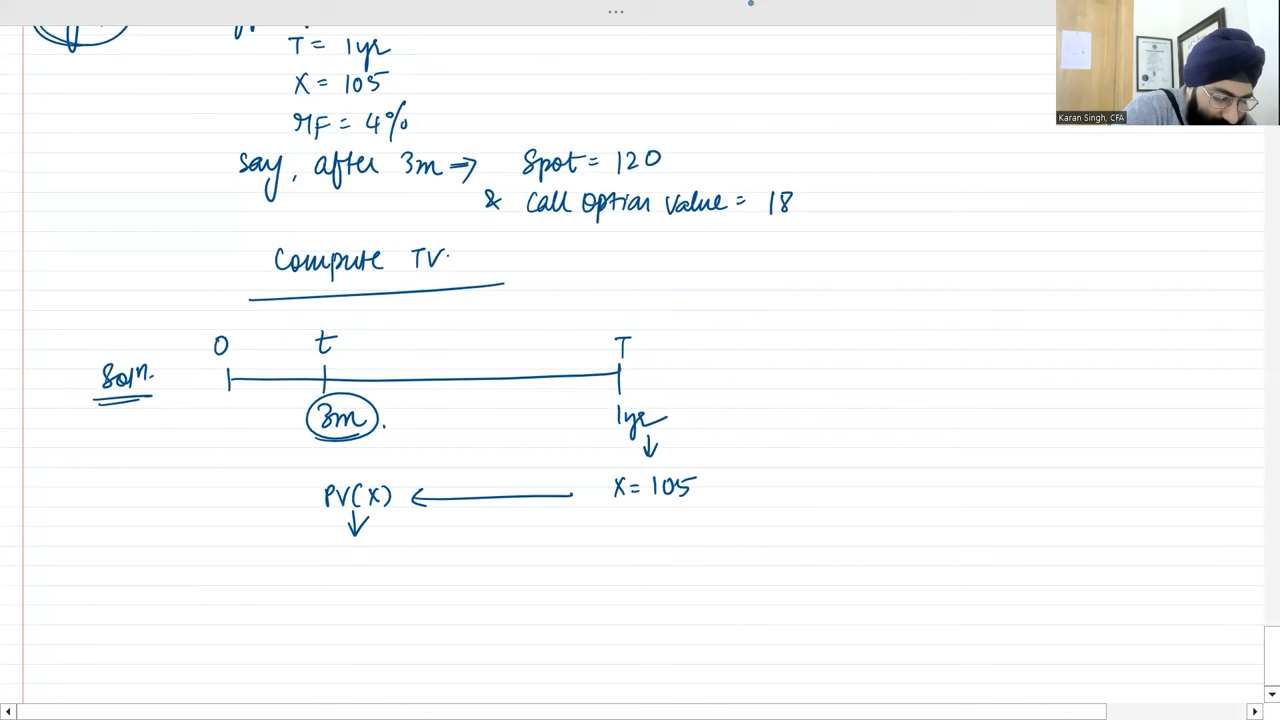 T = 1yr
X = 105
rF = 4%
Say, after 3m → Spot = 120
& Call Option Value = 18
Compute TV.
0 t T
Soln.
3m. 1yr
PV(X) ← X = 105
Karan Singh, CFA